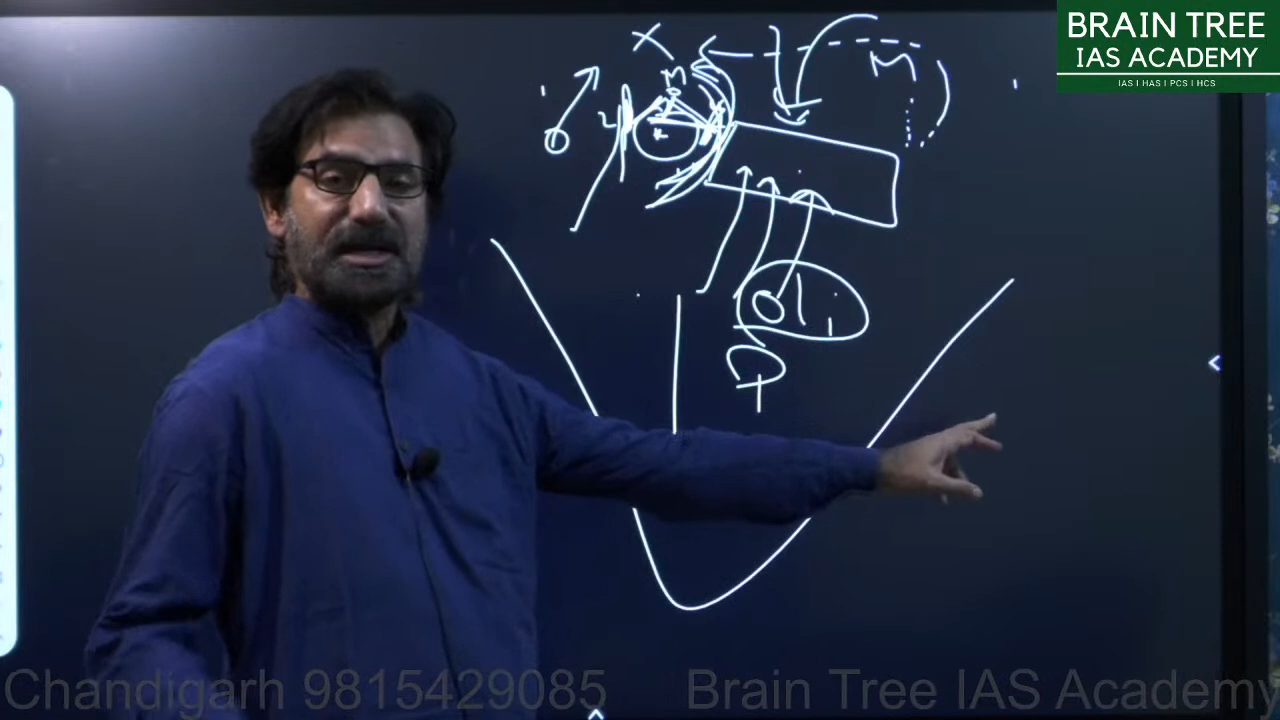 BRAIN TREE
IAS ACADEMY
IAS I HAS I PCS I HCS
X
M
M
Chandigarh 9815429085
Brain Tree IAS Academy